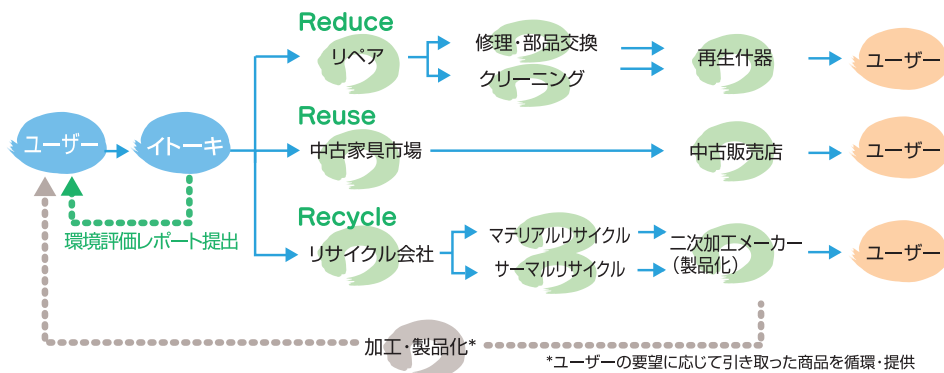 Reduce
リペア
修理・部品交換
クリーニング
再生什器
ユーザー
ユーザー
イトーキ
Reuse
中古家具市場
中古販売店
ユーザー
環境評価レポート提出
Recycle
リサイクル会社
マテリアルリサイクル
サーマルリサイクル
二次加工メーカー
（製品化）
ユーザー
加工・製品化*
*ユーザーの要望に応じて引き取った商品を循環・提供